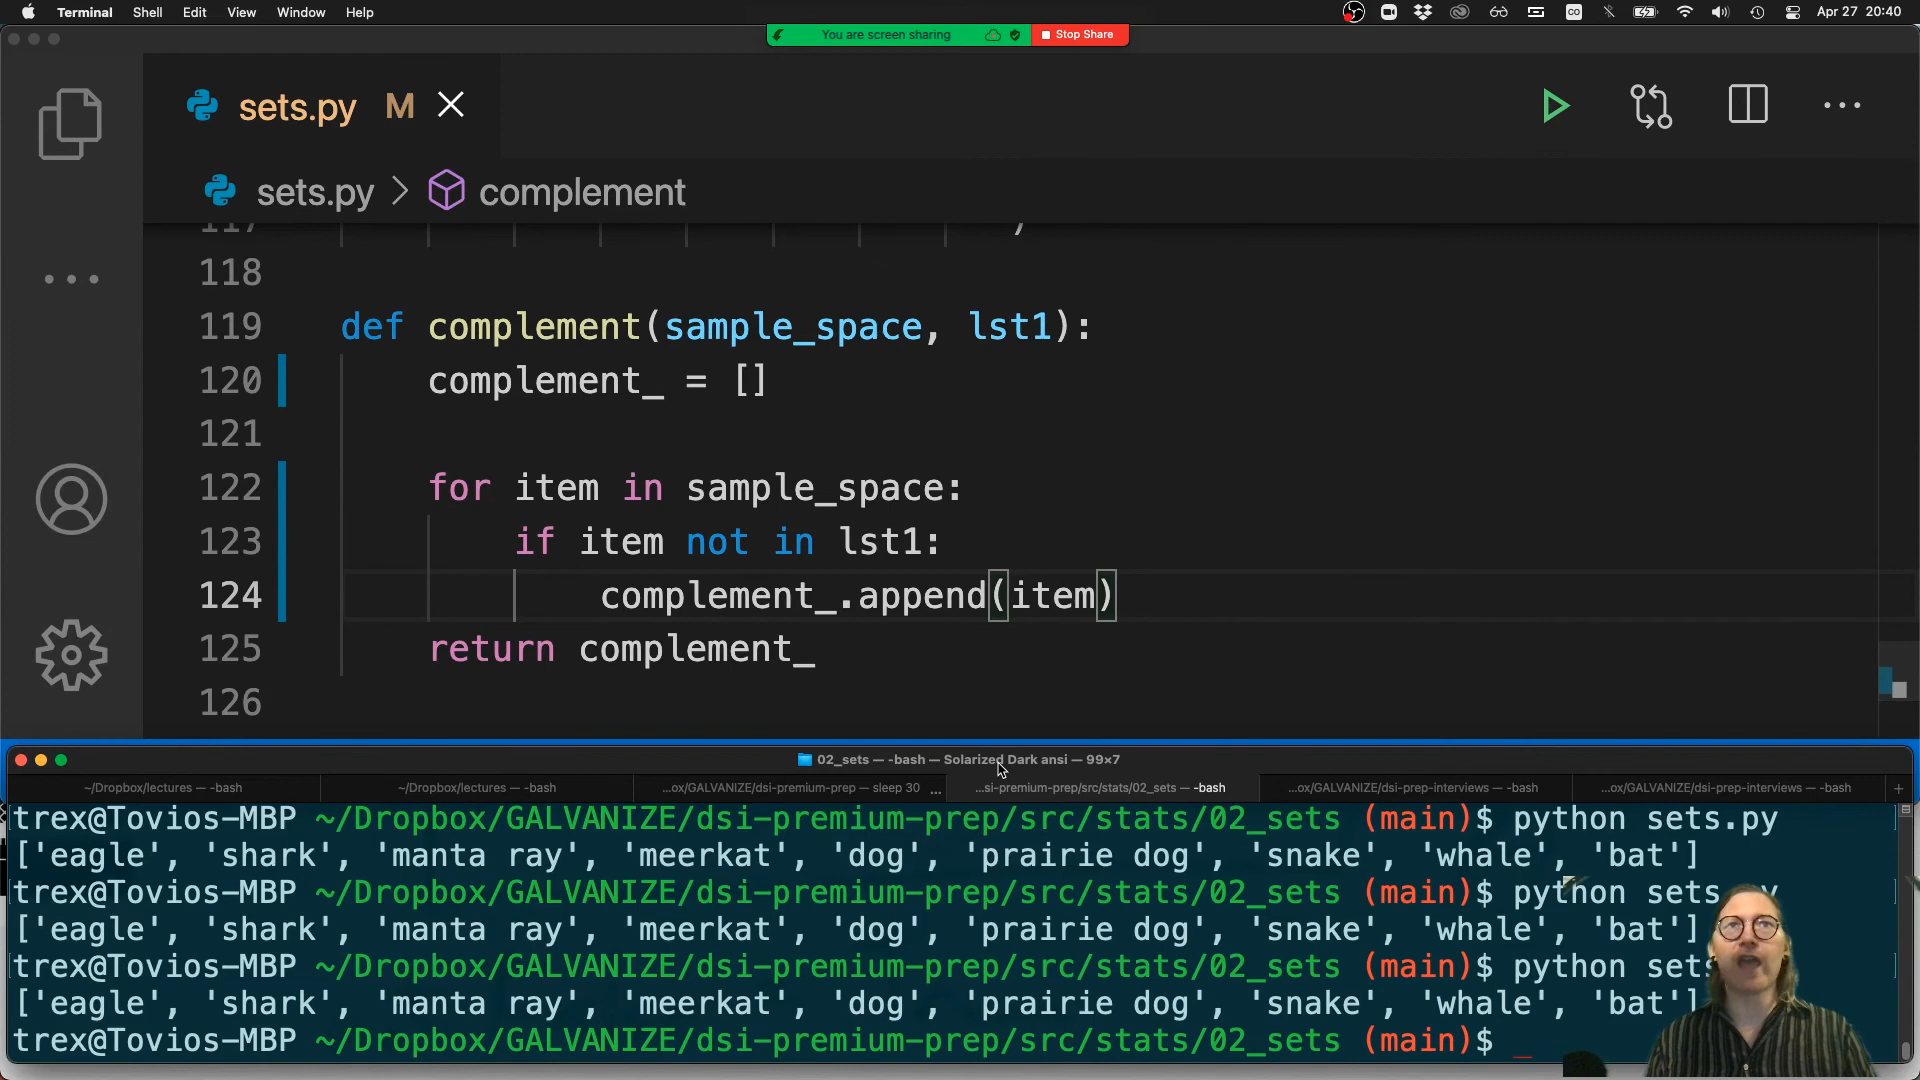 Terminal Shell Edit View Window Help Apr 27 20:40
You are screen sharing Stop Share
sets.py M
sets.py > complement
117 )
118
119 def complement(sample_space, lst1):
120 complement_ = []
121
122 for item in sample_space:
123 if item not in lst1:
124 complement_.append(item)
125 return complement_
126
02_sets — -bash — Solarized Dark ansi — 99×7
~/Dropbox/lectures — -bash ~/Dropbox/lectures — -bash ...ox/GALVANIZE/dsi-premium-prep — sleep 30 ... ...si-premium-prep/src/stats/02_sets — -bash ...ox/GALVANIZE/dsi-prep-interviews — -bash ...ox/GALVANIZE/dsi-prep-interviews — -bash +
trex@Tovios-MBP ~/Dropbox/GALVANIZE/dsi-premium-prep/src/stats/02_sets (main)$ python sets.py
['eagle', 'shark', 'manta ray', 'meerkat', 'dog', 'prairie dog', 'snake', 'whale', 'bat']
trex@Tovios-MBP ~/Dropbox/GALVANIZE/dsi-premium-prep/src/stats/02_sets (main)$ python sets.py
['eagle', 'shark', 'manta ray', 'meerkat', 'dog', 'prairie dog', 'snake', 'whale', 'bat']
trex@Tovios-MBP ~/Dropbox/GALVANIZE/dsi-premium-prep/src/stats/02_sets (main)$ python sets
['eagle', 'shark', 'manta ray', 'meerkat', 'dog', 'prairie dog', 'snake', 'whale', 'bat']
trex@Tovios-MBP ~/Dropbox/GALVANIZE/dsi-premium-prep/src/stats/02_sets (main)$ _